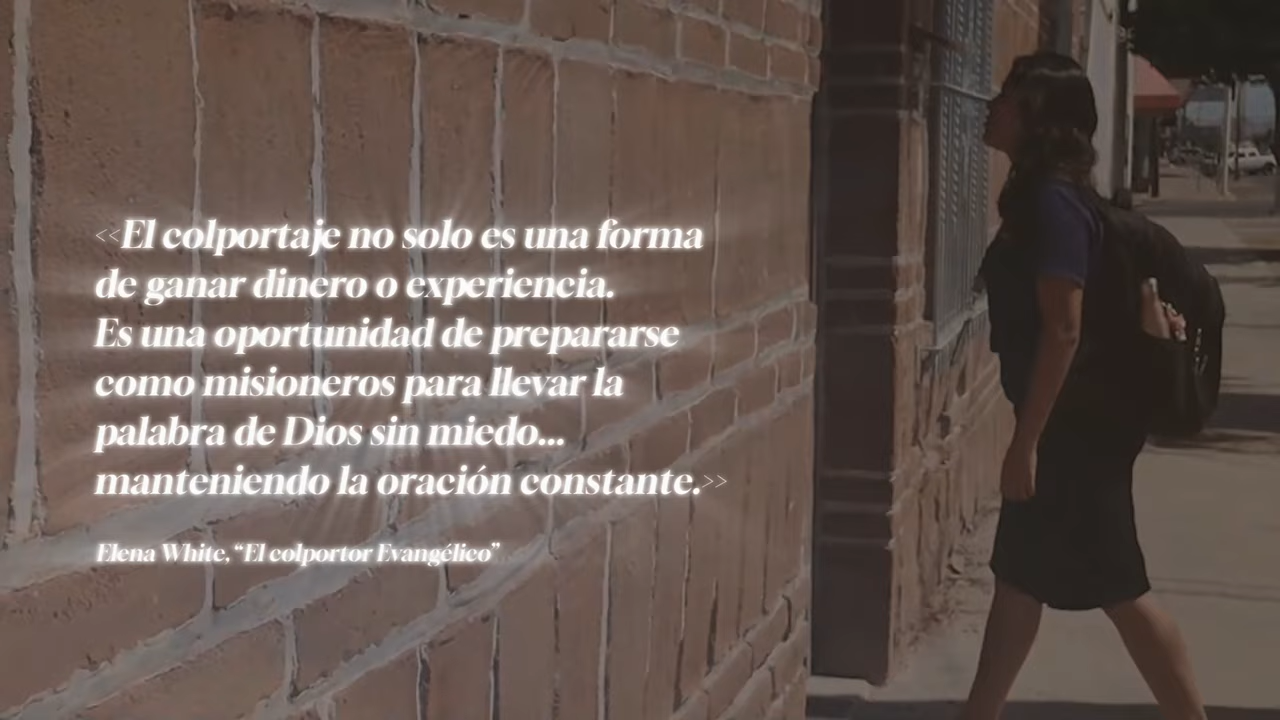 <<El colportaje no solo es una forma
de ganar dinero o experiencia.
Es una oportunidad de prepararse
como misioneros para llevar la
palabra de Dios sin miedo...
manteniendo la oración constante.>>
Elena White, “El colportor Evangélico”